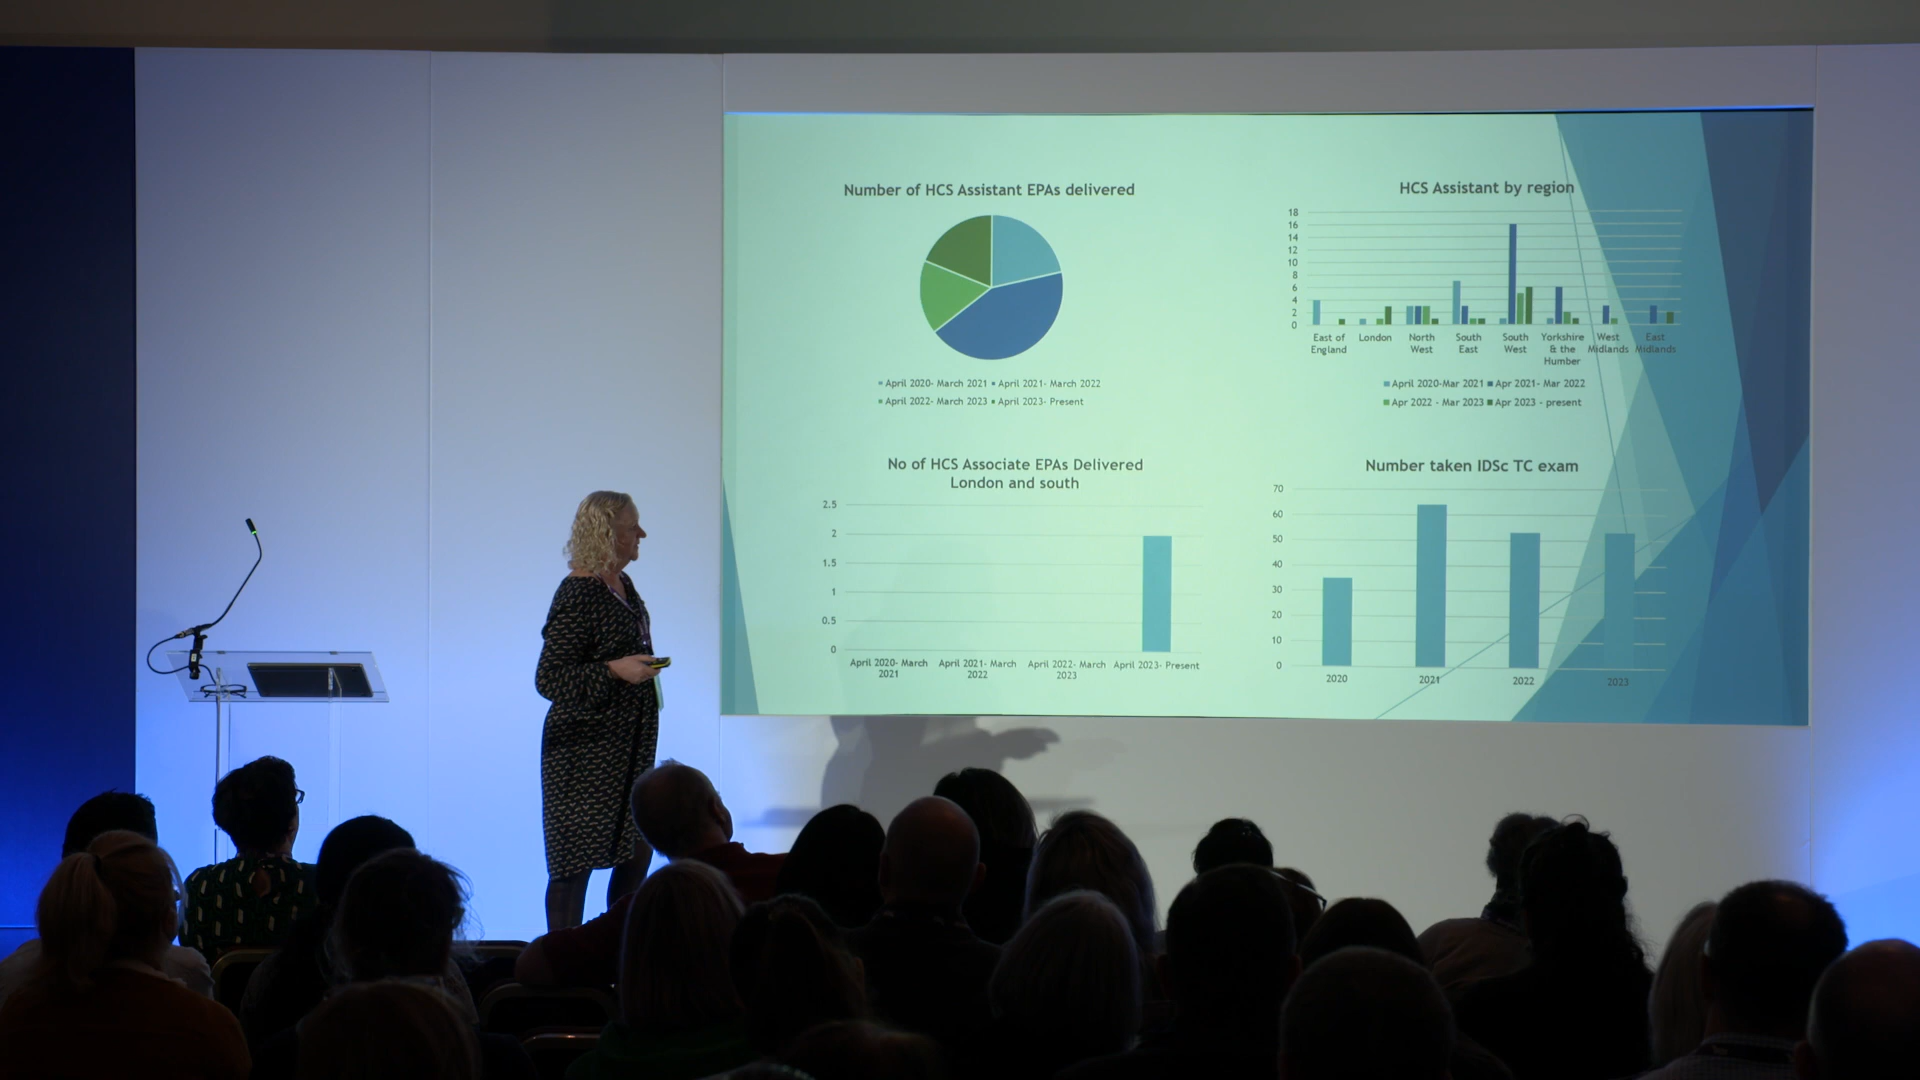 Number of HCS Assistant EPAs delivered
April 2020- March 2021 April 2021- March 2022
April 2022- March 2023 April 2023- Present
HCS Assistant by region
18
16
14
12
10
8
6
4
2
0
East of London North South South Yorkshire West East
England West East West & the Midlands Midlands
Humber
April 2020-Mar 2021 Apr 2021- Mar 2022
Apr 2022 - Mar 2023 Apr 2023 - present
No of HCS Associate EPAs Delivered
London and south
2.5
2
1.5
1
0.5
0
April 2020- March April 2021- March April 2022- March April 2023- Present
2021 2022 2023
Number taken IDSc TC exam
70
60
50
40
30
20
10
0
2020 2021 2022 2023